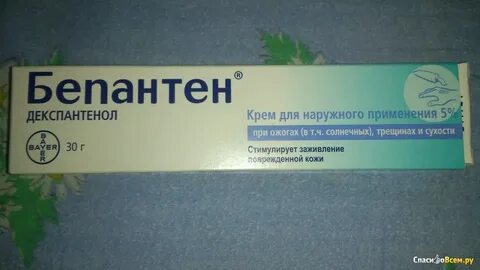 Бепантен®
ДЕКСПАНТЕНОЛ
BAYER
BAYER
30 г
Крем для наружного применения 5%
при ожогах (в т.ч. солнечных), трещинах и сухости
Стимулирует заживление
поврежденной кожи
СпасибоВсем.ру